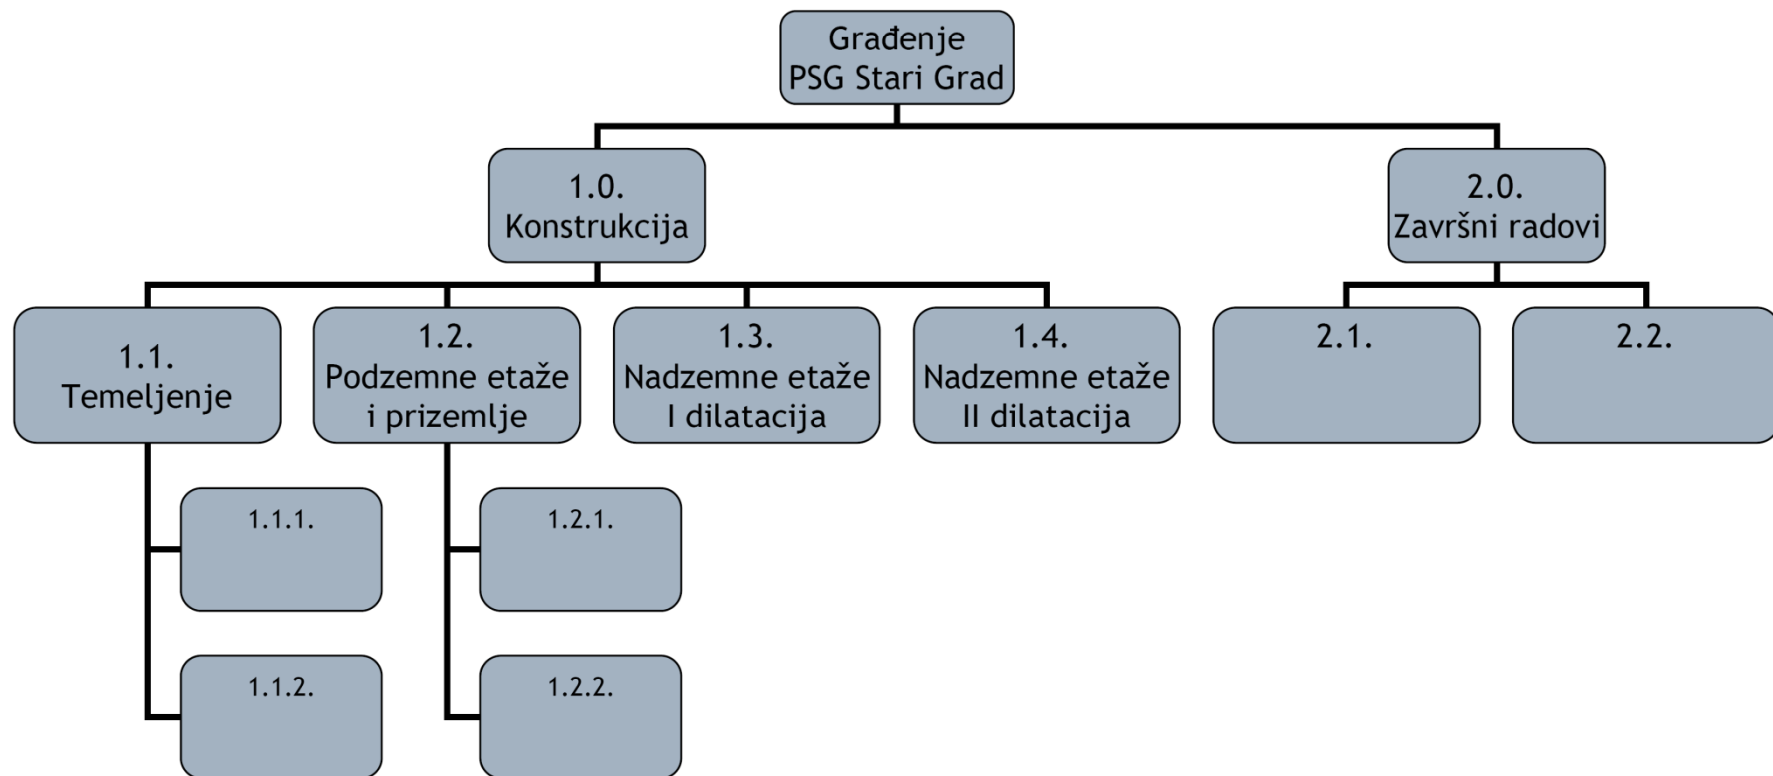 Građenje
PSG Stari Grad
1.0.
Konstrukcija
2.0.
Završni radovi
1.1.
Temeljenje
1.2.
Podzemne etaže
i prizemlje
1.3.
Nadzemne etaže
I dilatacija
1.4.
Nadzemne etaže
II dilatacija
2.1.
2.2.
1.1.1.
1.2.1.
1.1.2.
1.2.2.